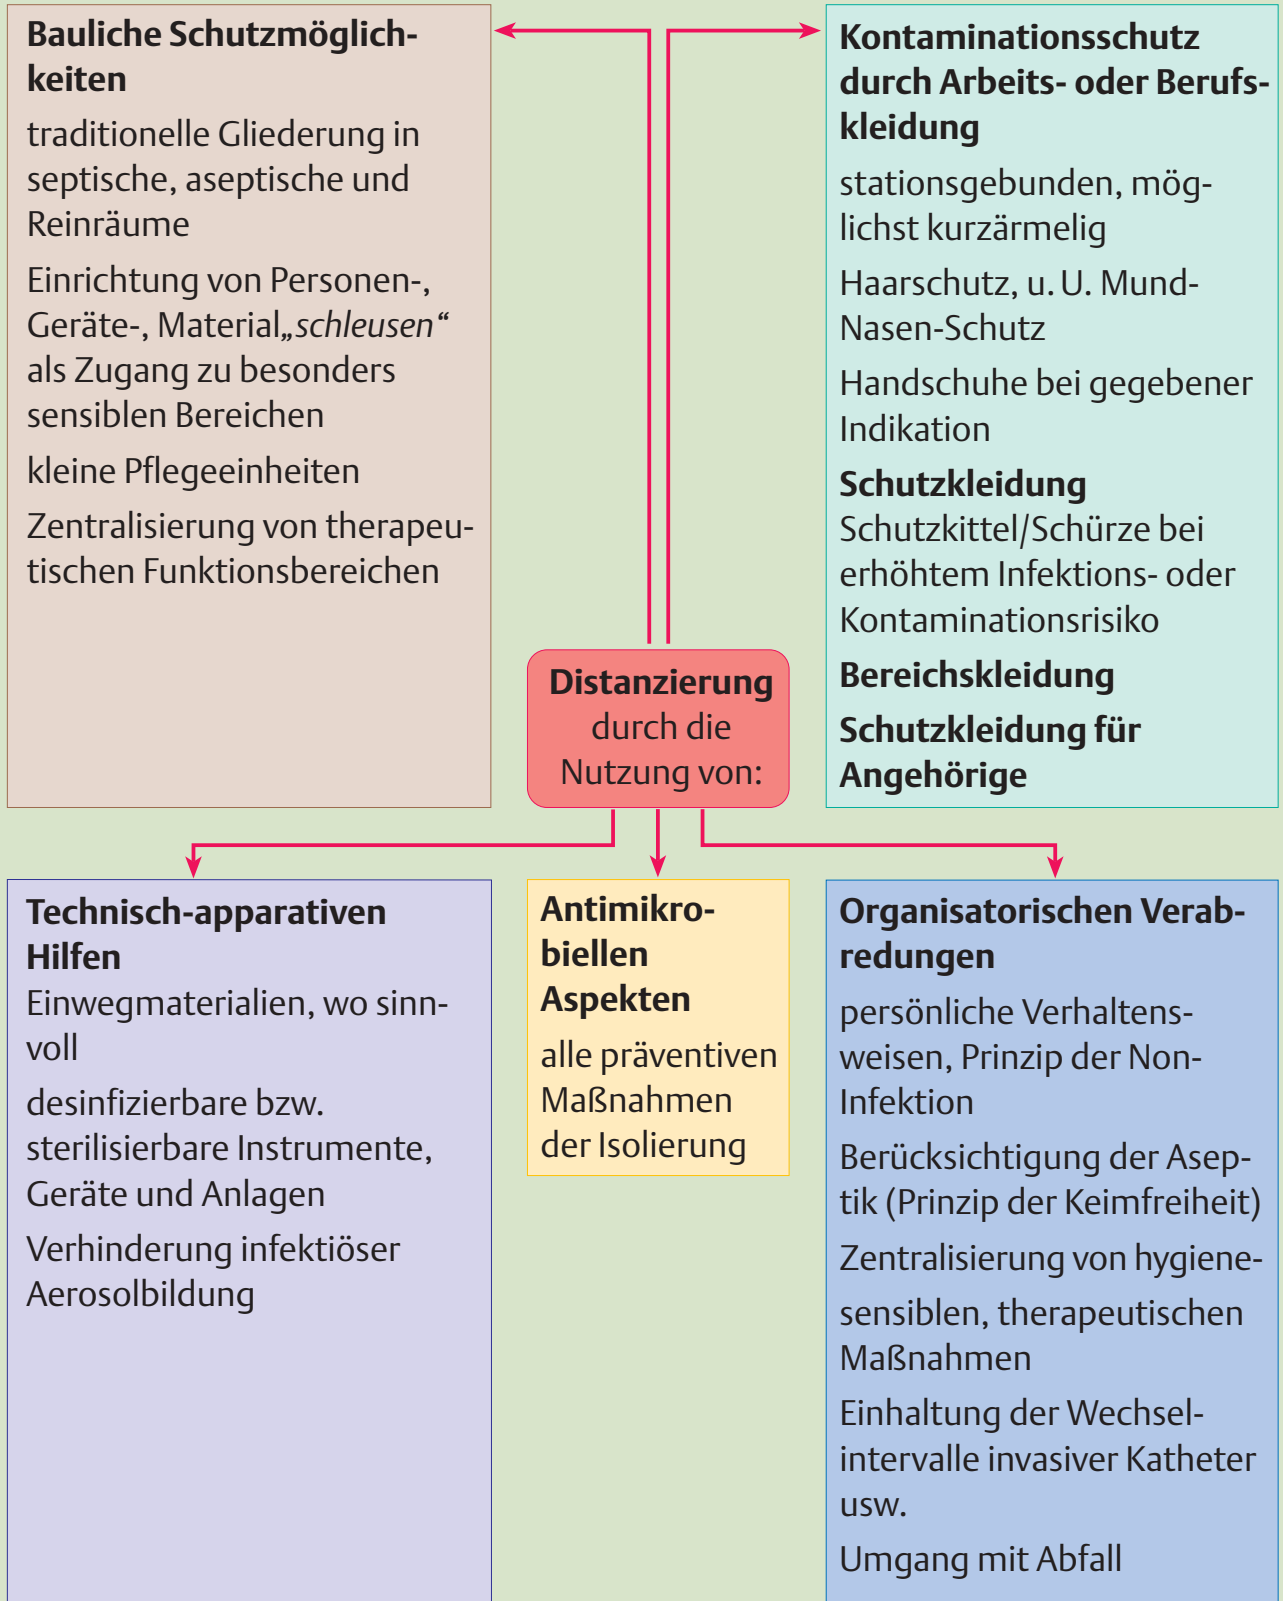 Bauliche Schutzmöglich-
keiten
traditionelle Gliederung in
septische, aseptische und
Reinräume
Einrichtung von Personen-,
Geräte-, Material„schleusen“
als Zugang zu besonders
sensiblen Bereichen
kleine Pflegeeinheiten
Zentralisierung von therapeu-
tischen Funktionsbereichen
Kontaminationsschutz
durch Arbeits- oder Berufs-
kleidung
stationsgebunden, mög-
lichst kurzärmelig
Haarschutz, u. U. Mund-
Nasen-Schutz
Handschuhe bei gegebener
Indikation
Schutzkleidung
Schutzkittel/Schürze bei
erhöhtem Infektions- oder
Kontaminationsrisiko
Bereichskleidung
Schutzkleidung für
Angehörige
Distanzierung
durch die
Nutzung von:
Technisch-apparativen
Hilfen
Einwegmaterialien, wo sinn-
voll
desinfizierbare bzw.
sterilisierbare Instrumente,
Geräte und Anlagen
Verhinderung infektiöser
Aerosolbildung
Antimikro-
biellen
Aspekten
alle präventiven
Maßnahmen
der Isolierung
Organisatorischen Verab-
redungen
persönliche Verhaltens-
weisen, Prinzip der Non-
Infektion
Berücksichtigung der Asep-
tik (Prinzip der Keimfreiheit)
Zentralisierung von hygiene-
sensiblen, therapeutischen
Maßnahmen
Einhaltung der Wechsel-
intervalle invasiver Katheter
usw.
Umgang mit Abfall